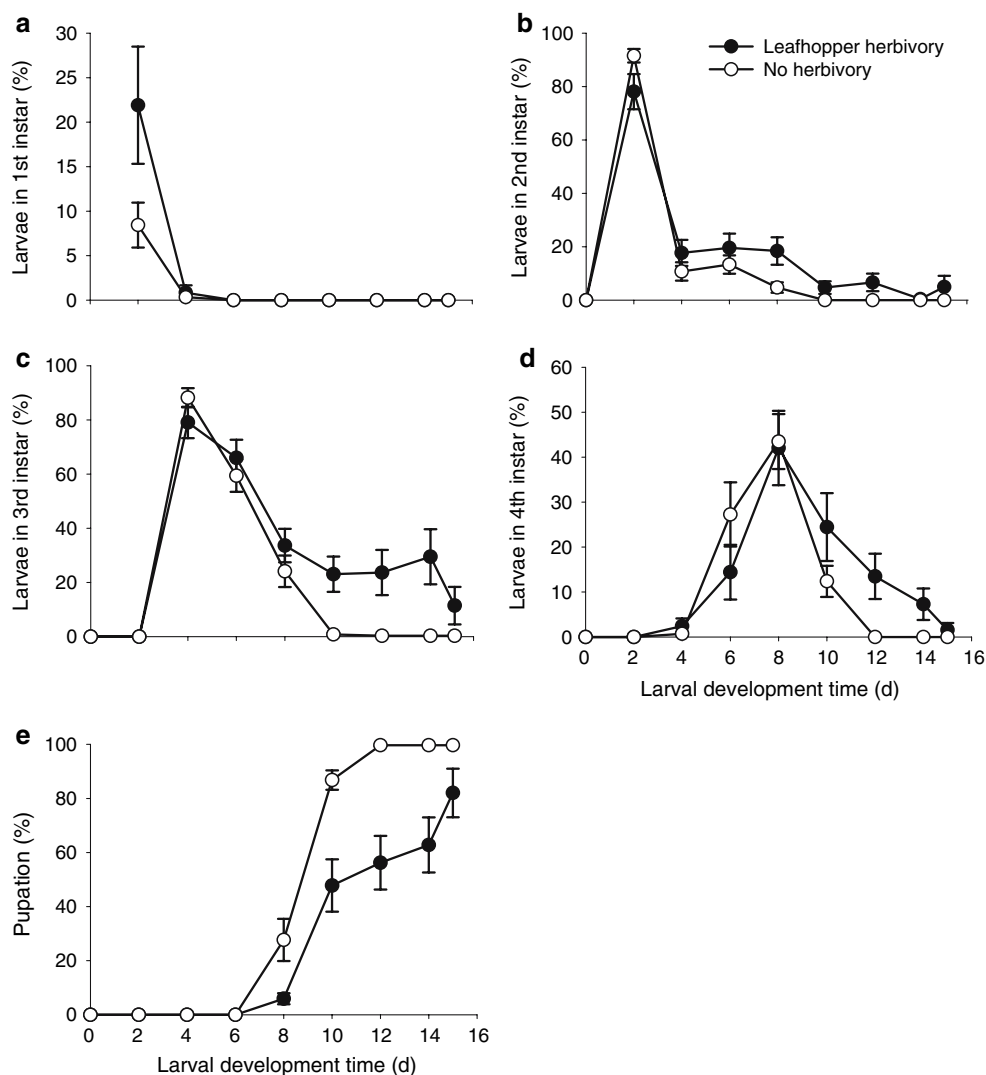 a
b
30
25
20
15
10
5
0
Larvae in 1st instar (%)
100
80
60
40
20
0
Larvae in 2nd instar (%)
Leafhopper herbivory
No herbivory
c
d
100
80
60
40
20
0
Larvae in 3rd instar (%)
60
50
40
30
20
10
0
Larvae in 4th instar (%)
0 2 4 6 8 10 12 14 16
Larval development time (d)
e
100
80
60
40
20
0
Pupation (%)
0 2 4 6 8 10 12 14 16
Larval development time (d)